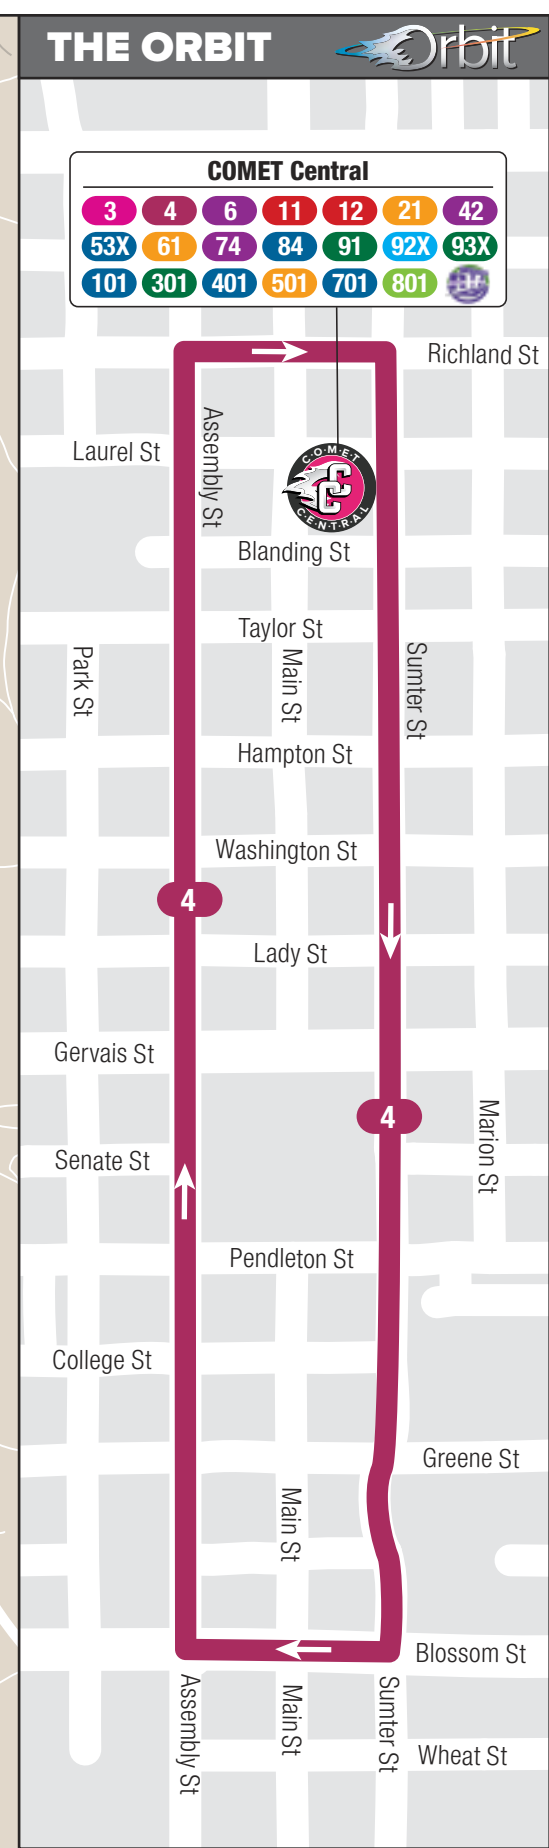 THE ORBIT
Orbit
COMET Central
3 4 6 11 12 21 42
53X 61 74 84 91 92X 93X
101 301 401 501 701 801
Richland St
Assembly St
Laurel St
COMET
CC
CENTRAL
Blanding St
Taylor St
Park St
Main St
Sumter St
Hampton St
Washington St
4
Lady St
Gervais St
4
Marion St
Senate St
Pendleton St
College St
Greene St
Main St
Blossom St
Assembly St
MainSt
Sumter St
Wheat St